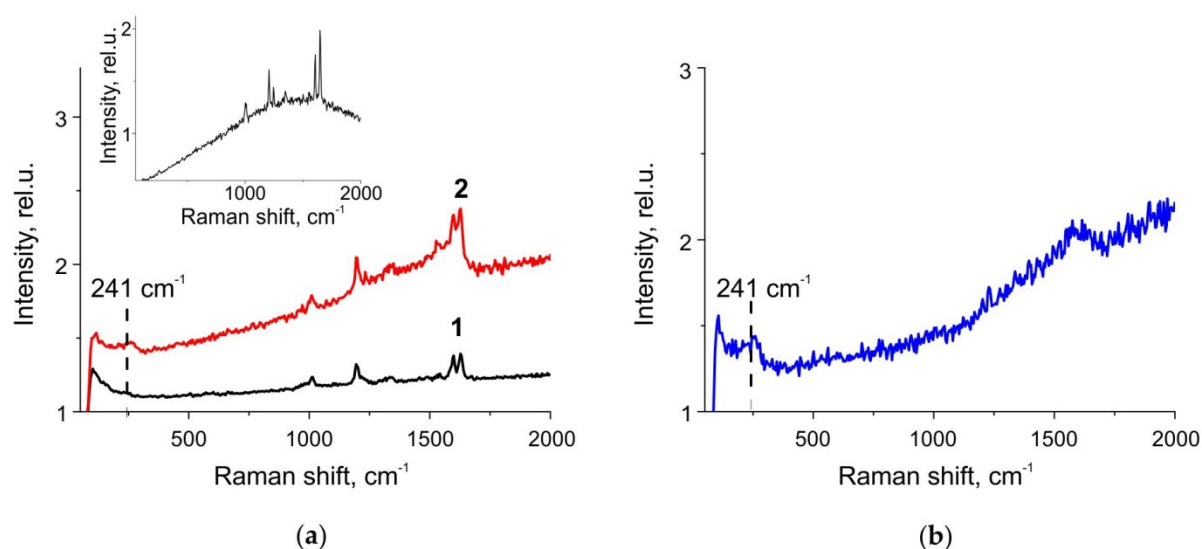 2
1
1000
2000
Intensity, rel.u.
Raman shift, cm-1
3
2
1
241 cm-1
2
1
500
1000
1500
2000
Intensity, rel.u.
Raman shift, cm-1
(a)
3
2
1
241 cm-1
500
1000
1500
2000
Intensity, rel.u.
Raman shift, cm-1
(b)